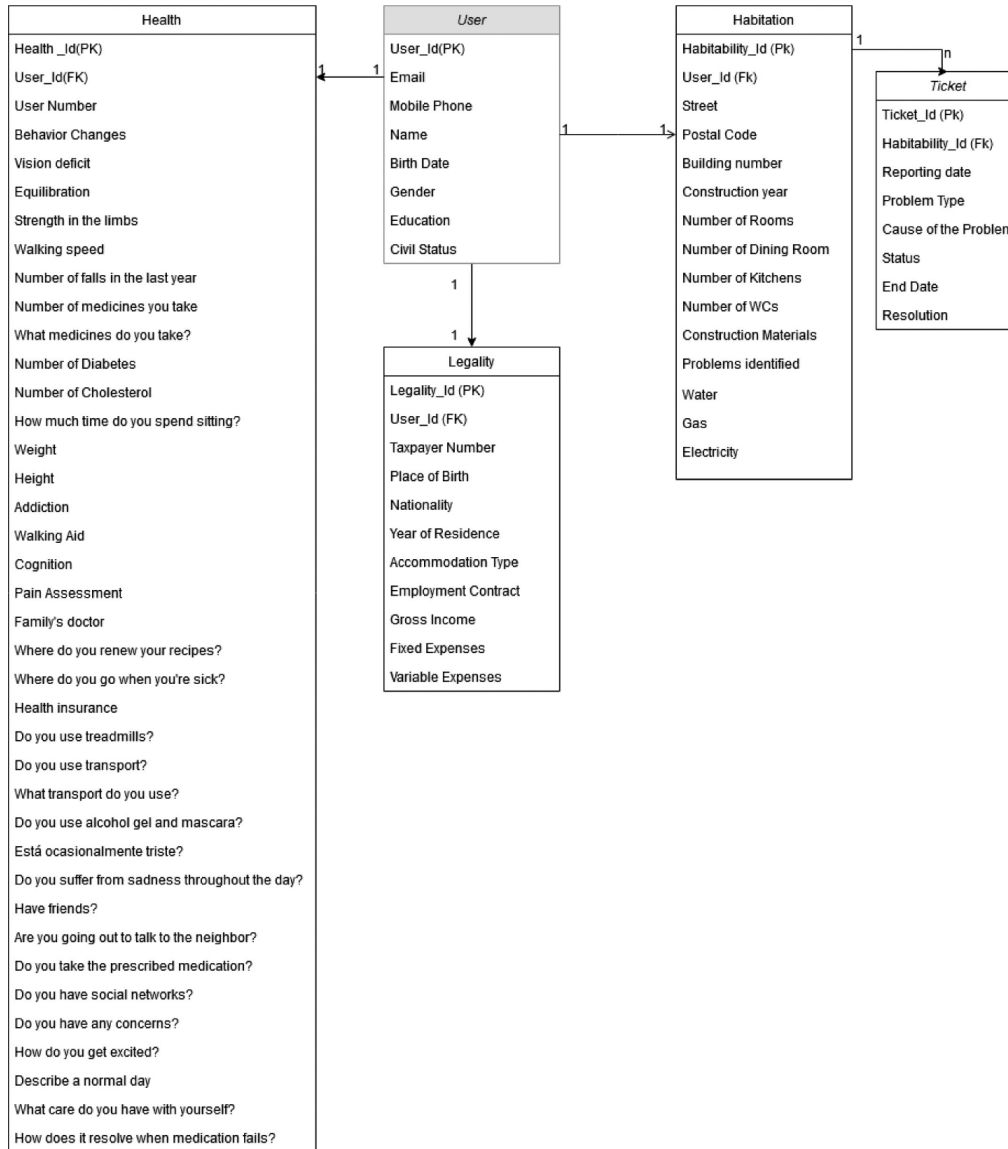 Health
Health _Id(PK)
User_Id(FK)
User Number
Behavior Changes
Vision deficit
Equilibration
Strength in the limbs
Walking speed
Number of falls in the last year
Number of medicines you take
What medicines do you take?
Number of Diabetes
Number of Cholesterol
How much time do you spend sitting?
Weight
Height
Addiction
Walking Aid
Cognition
Pain Assessment
Family's doctor
Where do you renew your recipes?
Where do you go when you're sick?
Health insurance
Do you use treadmills?
Do you use transport?
What transport do you use?
Do you use alcohol gel and mascara?
Está ocasionalmente triste?
Do you suffer from sadness throughout the day?
Have friends?
Are you going out to talk to the neighbor?
Do you take the prescribed medication?
Do you have social networks?
Do you have any concerns?
How do you get excited?
Describe a normal day
What care do you have with yourself?
How does it resolve when medication fails?
1
1
User
User_Id(PK)
Email
Mobile Phone
Name
Birth Date
Gender
Education
Civil Status
1
1
1
1
Legality
Legality_Id (PK)
User_Id (FK)
Taxpayer Number
Place of Birth
Nationality
Year of Residence
Accommodation Type
Employment Contract
Gross Income
Fixed Expenses
Variable Expenses
Habitation
Habitability_Id (Pk)
User_Id (Fk)
Street
Postal Code
Building number
Construction year
Number of Rooms
Number of Dining Room
Number of Kitchens
Number of WCs
Construction Materials
Problems identified
Water
Gas
Electricity
1
n
Ticket
Ticket_Id (Pk)
Habitability_Id (Fk)
Reporting date
Problem Type
Cause of the Problem
Status
End Date
Resolution